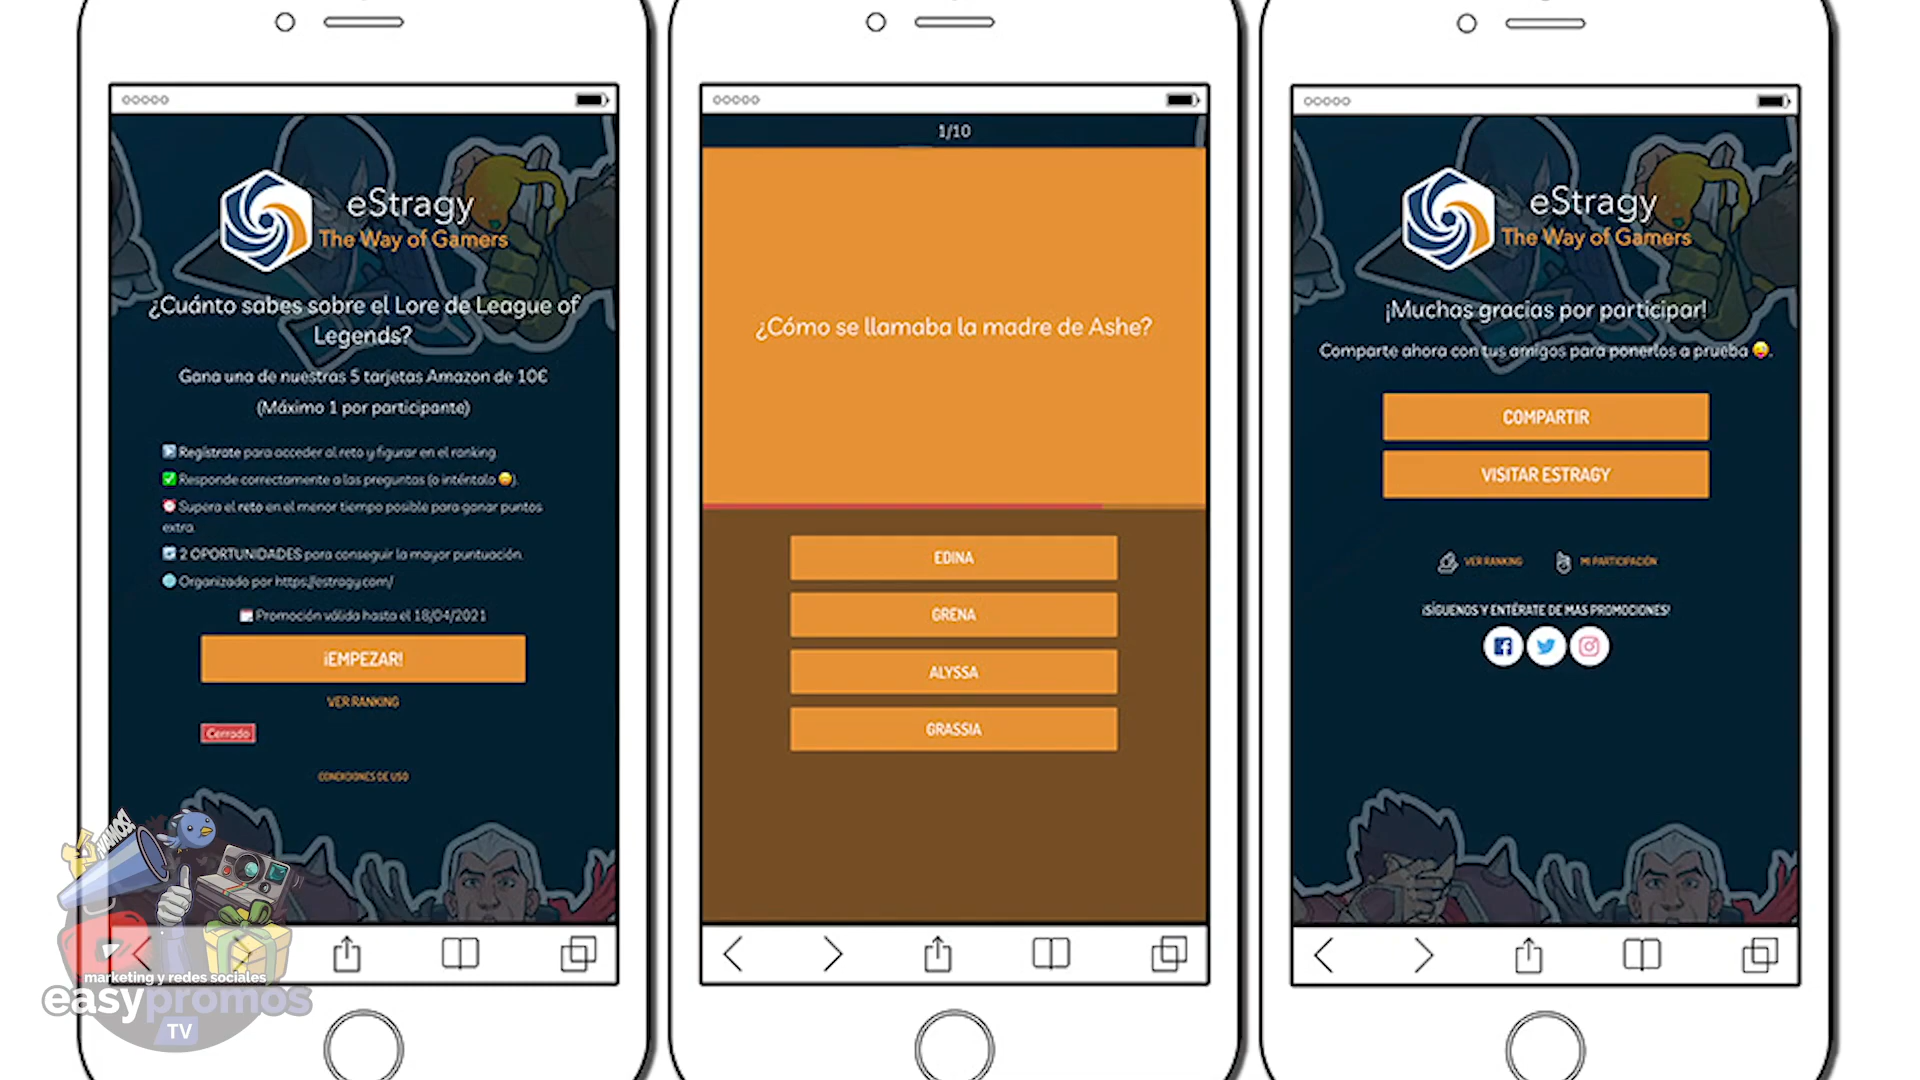 eStragy
The Way of Gamers
¿Cuánto sabes sobre el Lore de League of
Legends?
Gana una de nuestras 5 tarjetas Amazon de 10€
(Máximo 1 por participante)
Regístrate para acceder al reto y figurar en el ranking
Responde correctamente a las preguntas (o inténtalo 😄).
Supera el reto en el menor tiempo posible para ganar puntos
extra.
2 OPORTUNIDADES para conseguir la mayor puntuación.
Organizado por https://estragy.com/
Promoción válida hasta el 18/04/2021
¡EMPEZAR!
VER RANKING
Cerrado
CONDICIONES DE USO
¡VAMOS!
marketing y redes sociales
easypromos
TV
1/10
¿Cómo se llamaba la madre de Ashe?
EDINA
GRENA
ALYSSA
GRASSIA
eStragy
The Way of Gamers
¡Muchas gracias por participar!
Comparte ahora con tus amigos para ponerlos a prueba 😜.
COMPARTIR
VISITAR ESTRAGY
VER RANKING
MI PARTICIPACIÓN
¡SÍGUENOS Y ENTÉRATE DE MAS PROMOCIONES!